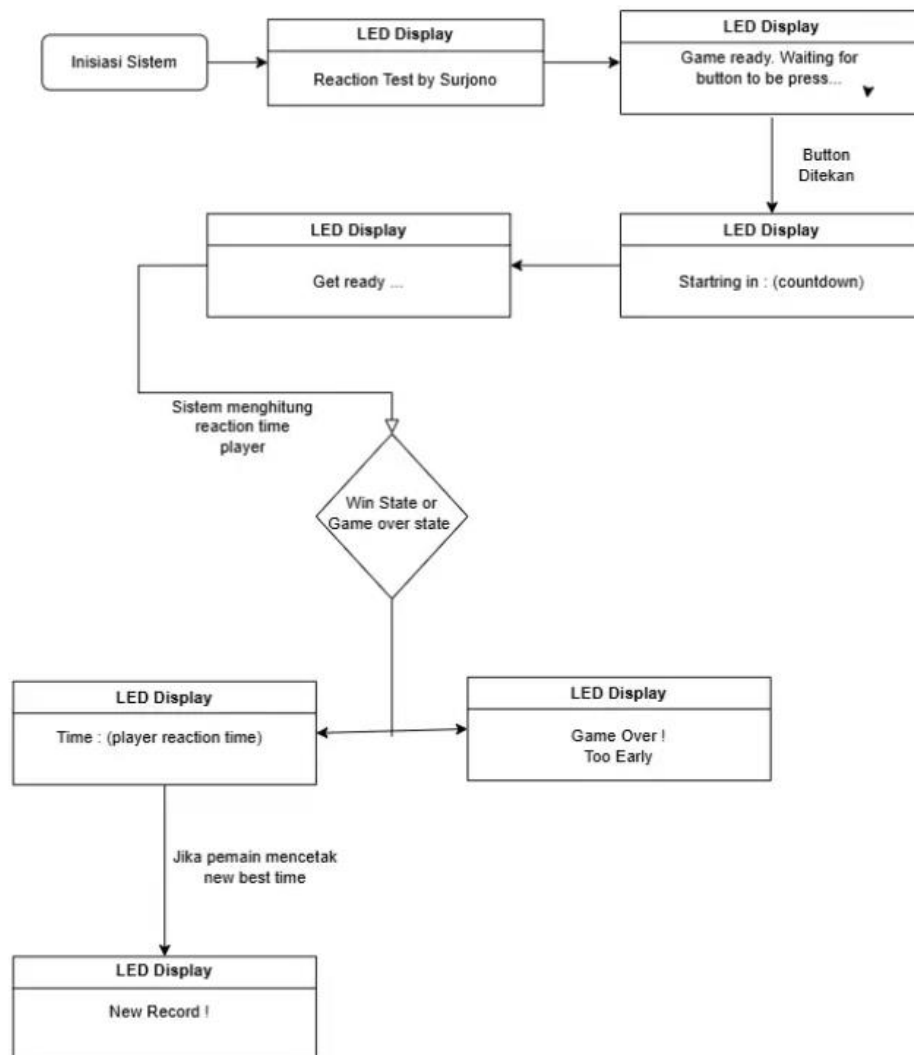 Inisiasi Sistem
LED Display
Reaction Test by Surjono
LED Display
Game ready. Waiting for
button to be press...
Button
Ditekan
LED Display
Startring in : (countdown)
LED Display
Get ready ...
Sistem menghitung
reaction time
player
Win State or
Game over state
LED Display
Time : (player reaction time)
LED Display
Game Over !
Too Early
Jika pemain mencetak
new best time
LED Display
New Record !